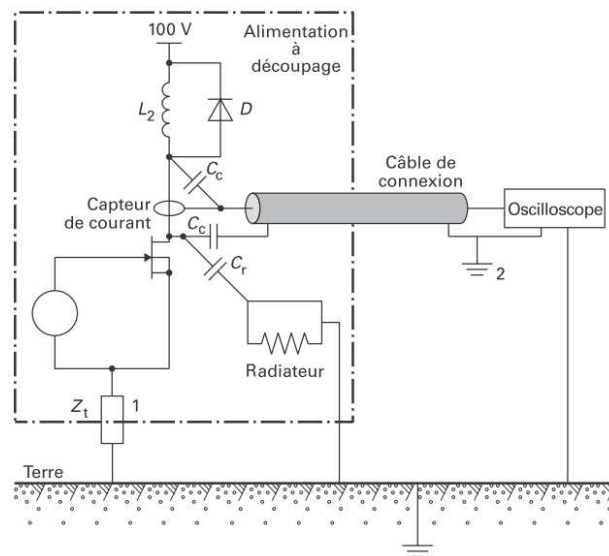 100 V
Alimentation
à
découpage
L2
D
Cc
Câble de
connexion
Capteur
de courant
Cc
Oscilloscope
Cr
2
Radiateur
Zt
1
Terre